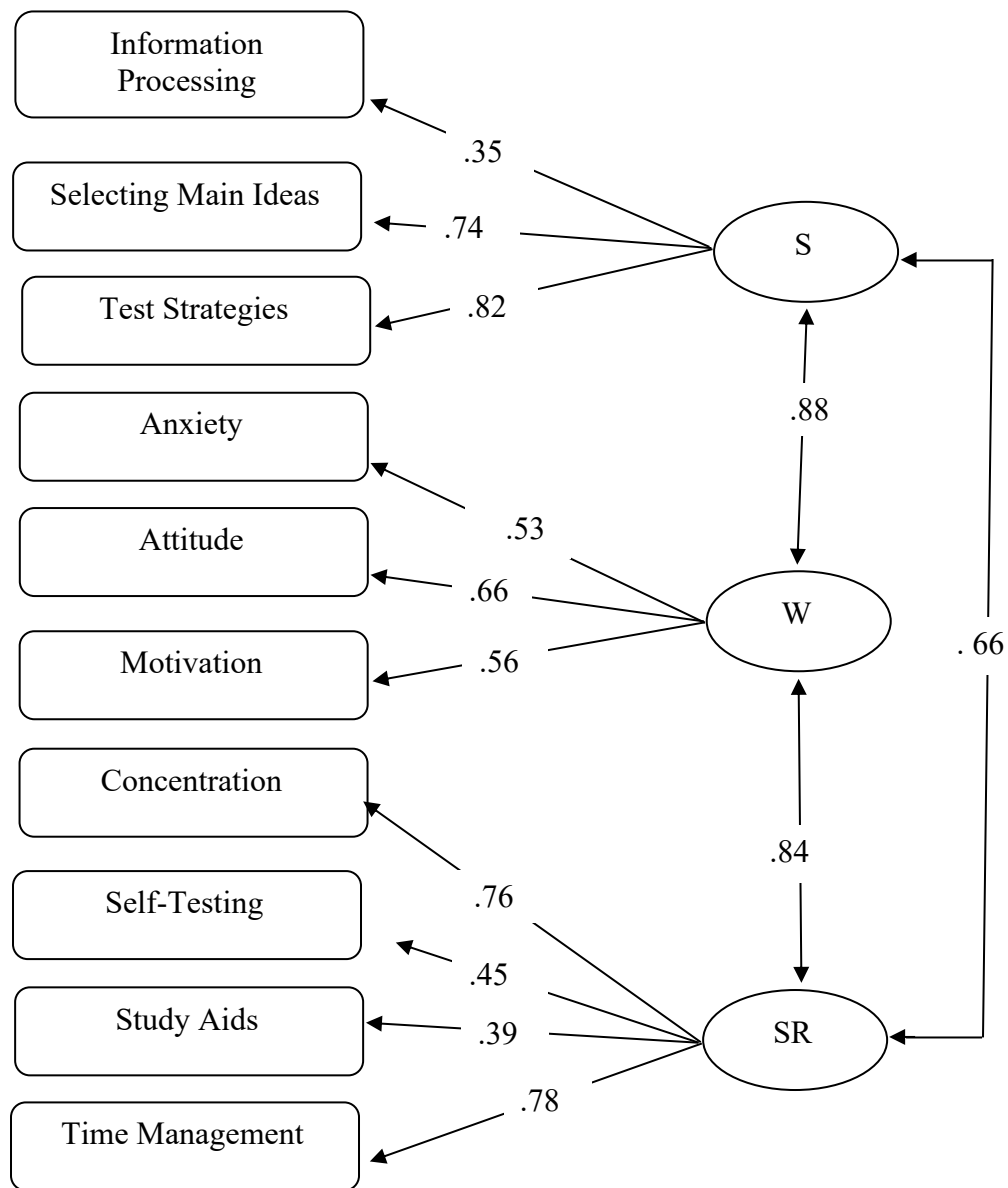 Information
Processing
.35
Selecting Main Ideas
.74
S
Test Strategies
.82
Anxiety
.88
.53
Attitude
.66
W
Motivation
.56
. 66
Concentration
.84
.76
Self-Testing
.45
Study Aids
.39
SR
.78
Time Management